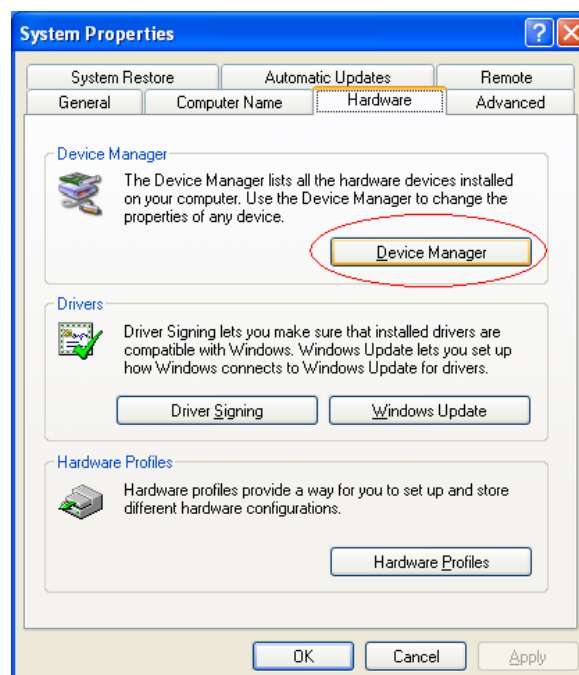 System Properties
System Restore Automatic Updates Remote
General Computer Name Hardware Advanced
Device Manager
The Device Manager lists all the hardware devices installed
on your computer. Use the Device Manager to change the
properties of any device.
Device Manager
Drivers
Driver Signing lets you make sure that installed drivers are
compatible with Windows. Windows Update lets you set up
how Windows connects to Windows Update for drivers.
Driver Signing Windows Update
Hardware Profiles
Hardware profiles provide a way for you to set up and store
different hardware configurations.
Hardware Profiles
OK Cancel Apply